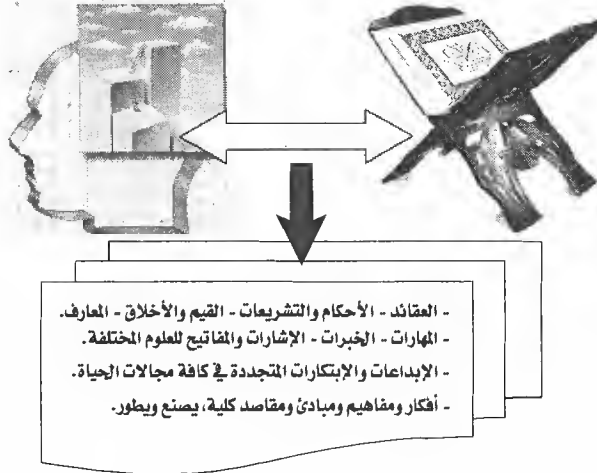 - العقائد - الأحكام والتشريعات - القيم والأخلاق - المعارف.
- المهارات - الخبرات - الإشارات والمفاتيح للعلوم المختلفة.
- الإبداعات والإبتكارات المتجددة في كافة مجالات الحياة.
- أفكار ومفاهيم ومبادئ ومقاصد كلية، يصنع ويطور.